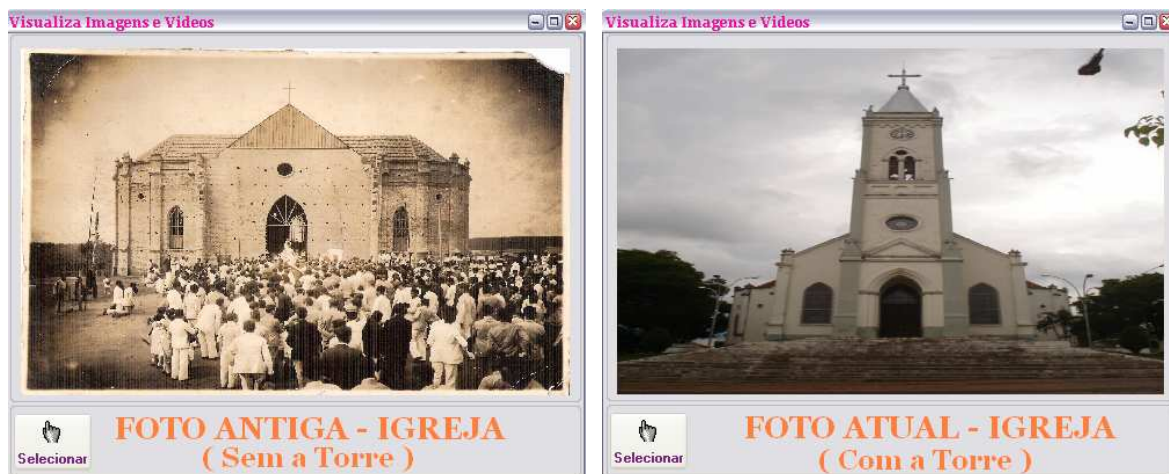 Visualiza Imagens e Videos
Selecionar
FOTO ANTIGA - IGREJA
( Sem a Torre )
Visualiza Imagens e Videos
Selecionar
FOTO ATUAL - IGREJA
( Com a Torre )